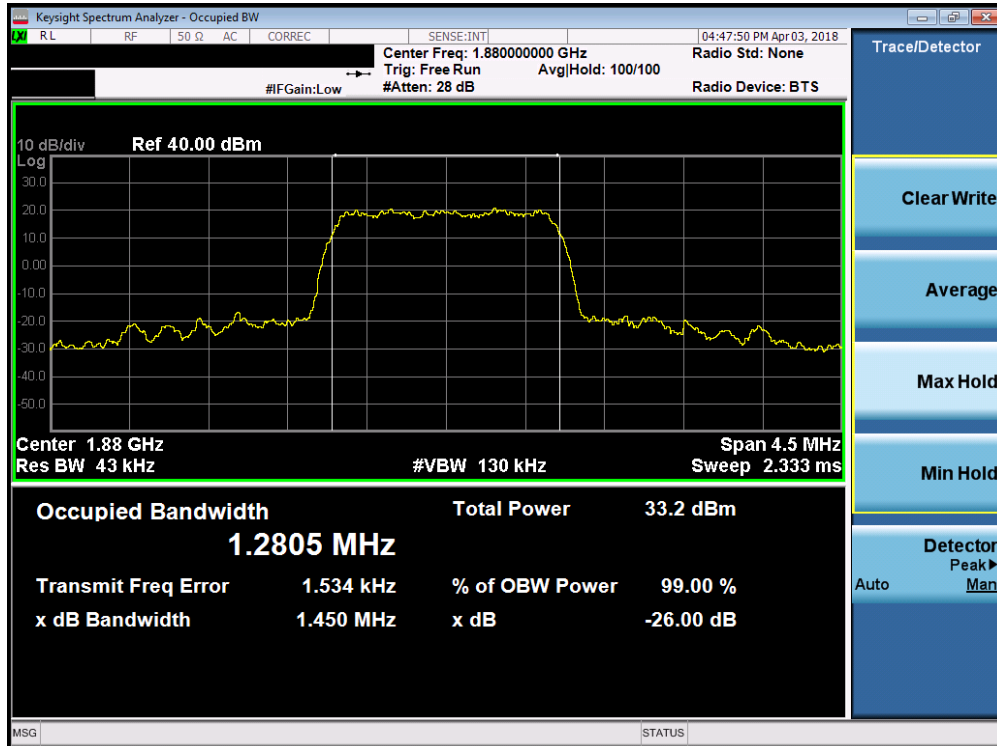 Keysight Spectrum Analyzer - Occupied BW
LXI RL RF 50 Ω AC CORREC SENSE:INT 04:47:50 PM Apr 03, 2018
Center Freq: 1.880000000 GHz Radio Std: None
Trig: Free Run Avg|Hold: 100/100
#IFGain:Low #Atten: 28 dB Radio Device: BTS
10 dB/div Ref 40.00 dBm
Log
30.0
20.0
10.0
0.00
-10.0
-20.0
-30.0
-40.0
-50.0
Center 1.88 GHz Span 4.5 MHz
Res BW 43 kHz #VBW 130 kHz Sweep 2.333 ms
Occupied Bandwidth Total Power 33.2 dBm
1.2805 MHz
Transmit Freq Error 1.534 kHz % of OBW Power 99.00 %
x dB Bandwidth 1.450 MHz x dB -26.00 dB
MSG STATUS
Trace/Detector
Clear Write
Average
Max Hold
Min Hold
Detector
Peak▶
Auto Man